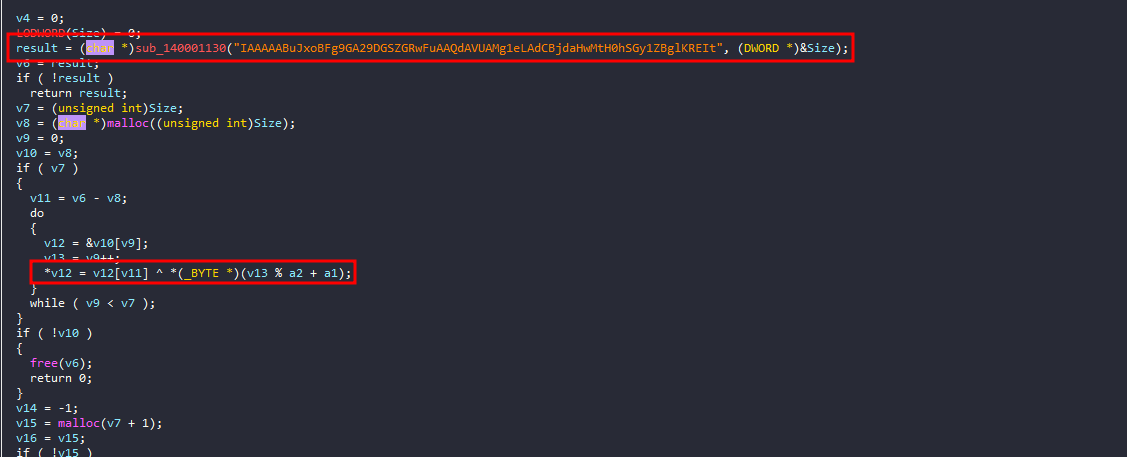 v4 = 0;
LODWORD(Size) = 0;
result = (char *)sub_140001130("IAAAAABuJxoBFg9GA29DGSZGRwFuAAQdAVUAMg1eLAdCBjdaHwMtH0hSGy1ZBglKREIt", (DWORD *)&Size);
v6 = result;
if ( !result )
return result;
v7 = (unsigned int)Size;
v8 = (char *)malloc((unsigned int)Size);
v9 = 0;
v10 = v8;
if ( v7 )
{
v11 = v6 - v8;
do
{
v12 = &v10[v9];
v13 = v9++;
*v12 = v12[v11] ^ *(_BYTE *)(v13 % a2 + a1);
}
while ( v9 < v7 );
}
if ( !v10 )
{
free(v6);
return 0;
}
v14 = -1;
v15 = malloc(v7 + 1);
v16 = v15;
if ( !v15 )